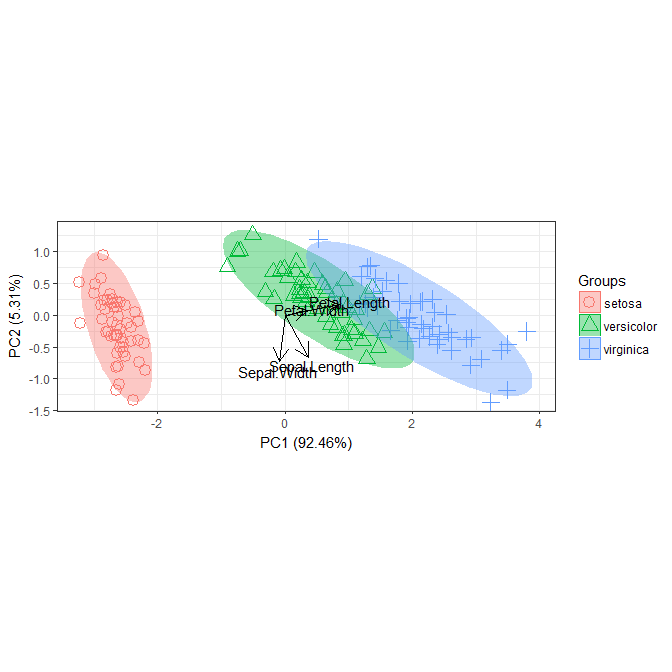 1.0
0.5
0.0
-0.5
-1.0
-1.5
PC2 (5.31%)
Petal.Length
Petal.Width
Sepal.Length
Sepal.Width
-2
0
2
4
PC1 (92.46%)
Groups
setosa
versicolor
virginica